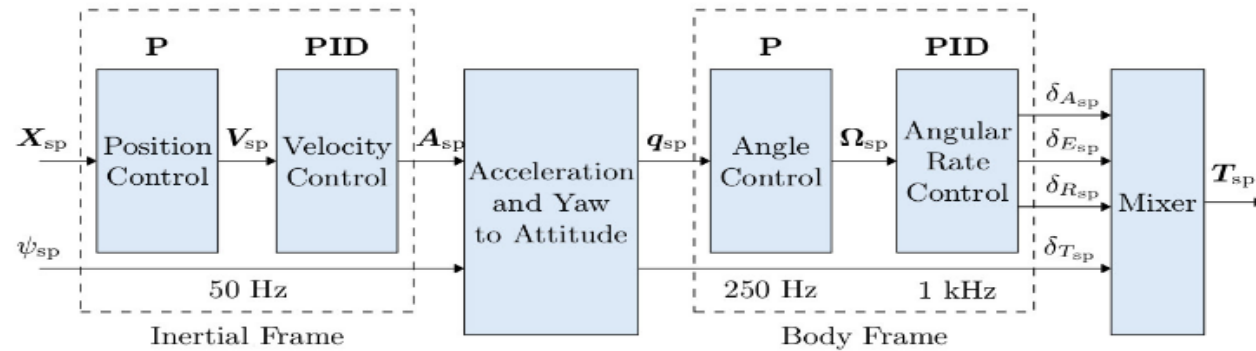 P
PID
P
PID
X_sp
Position
Control
V_sp
Velocity
Control
A_sp
Acceleration
and Yaw
to Attitude
q_sp
Angle
Control
Ω_sp
Angular
Rate
Control
δ_A_sp
δ_E_sp
δ_R_sp
δ_T_sp
Mixer
T_sp
ψ_sp
50 Hz
250 Hz
1 kHz
Inertial Frame
Body Frame